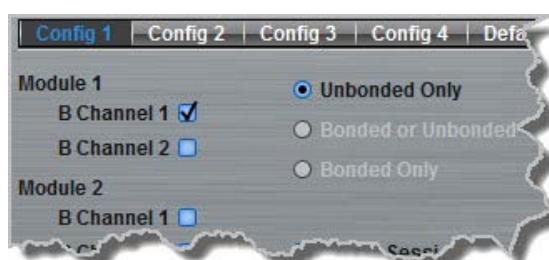 Config 1 Config 2 Config 3 Config 4
Module 1
B Channel 1
B Channel 2
Module 2
B Channel 1
Unbonded Only
Bonded or Unbonded
Bonded Only